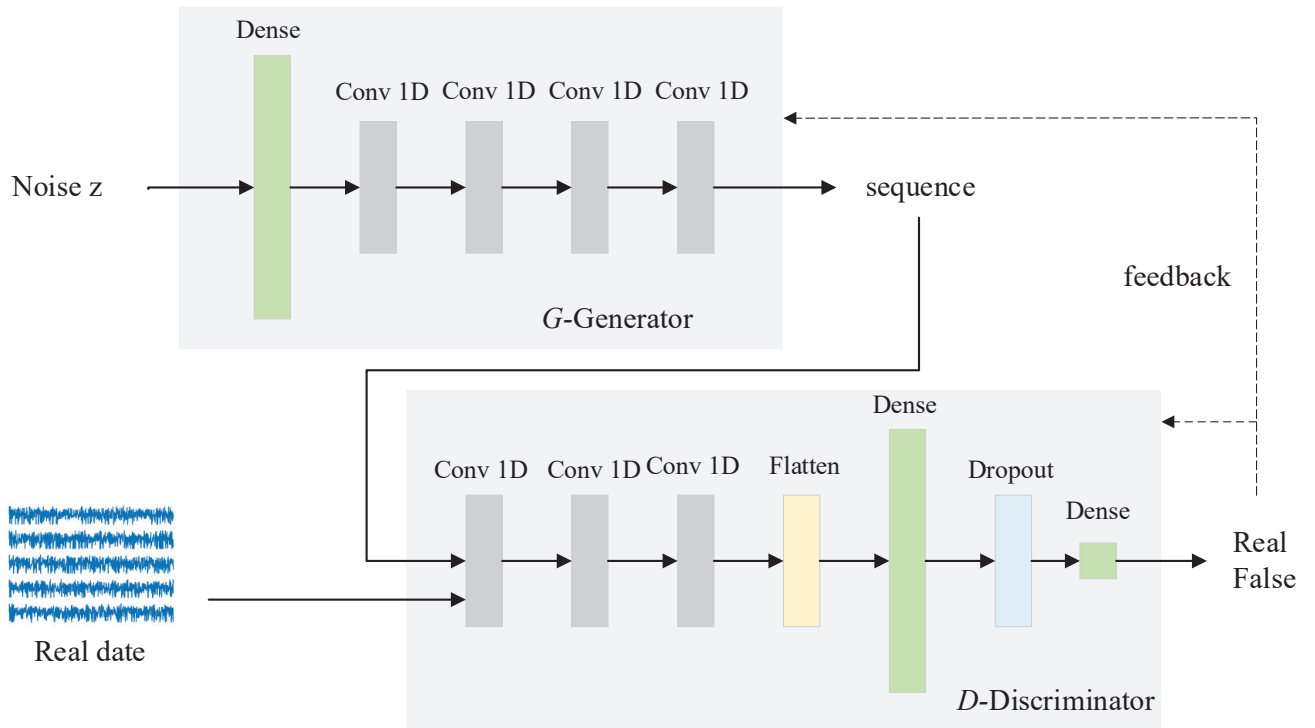 Dense
Conv 1D Conv 1D Conv 1D Conv 1D
Noise z
sequence
G-Generator
feedback
Dense
Conv 1D Conv 1D Conv 1D Flatten
Dropout
Dense
Real
False
Real date
D-Discriminator